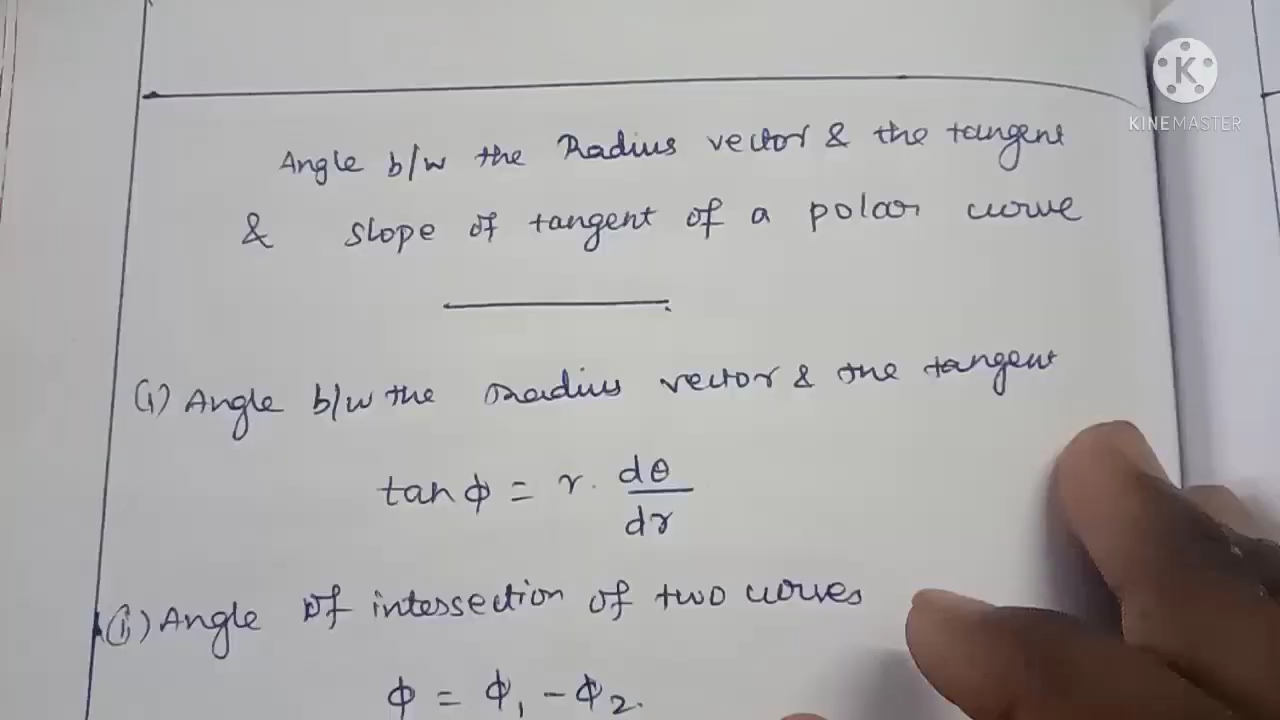 K
KINEMASTER
Angle b/w the Radius vector & the tangent
& slope of tangent of a polar curve
(i) Angle b/w the radius vector & the tangent
tan ϕ = r. dθ/dr
(ii) Angle of intersection of two curves
ϕ = ϕ₁ - ϕ₂.